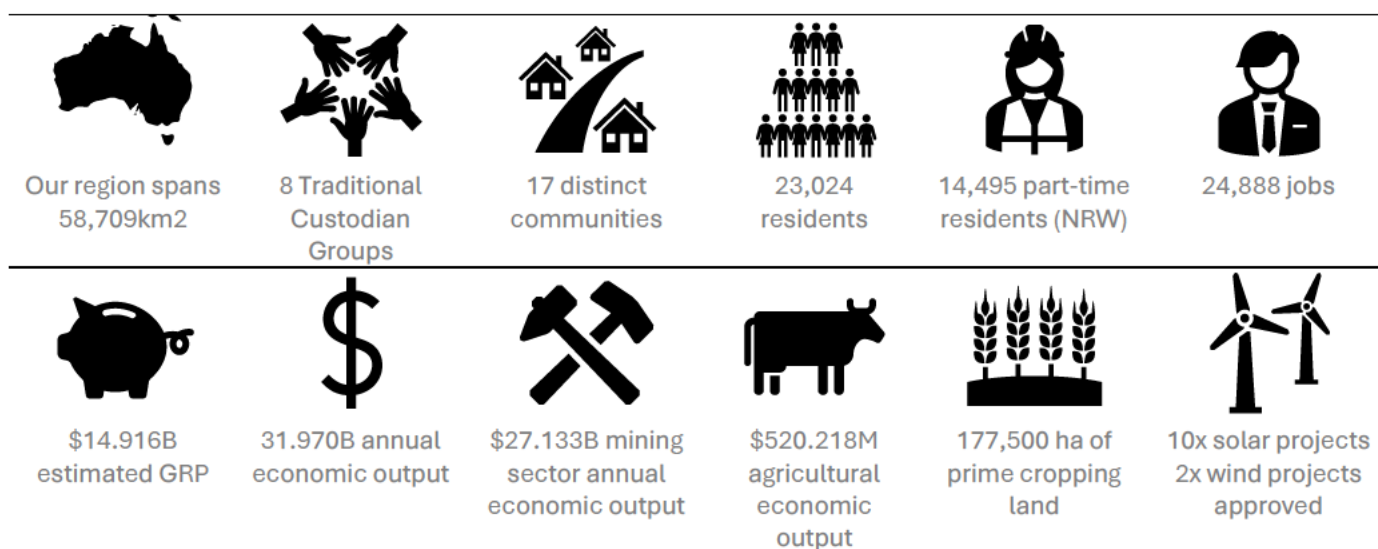 Our region spans
58,709km2
8 Traditional
Custodian
Groups
17 distinct
communities
23,024
residents
14,495 part-time
residents (NRW)
24,888 jobs
$14.916B
estimated GRP
31.970B annual
economic output
$27.133B mining
sector annual
economic output
$520.218M
agricultural
economic
output
177,500 ha of
prime cropping
land
10x solar projects
2x wind projects
approved